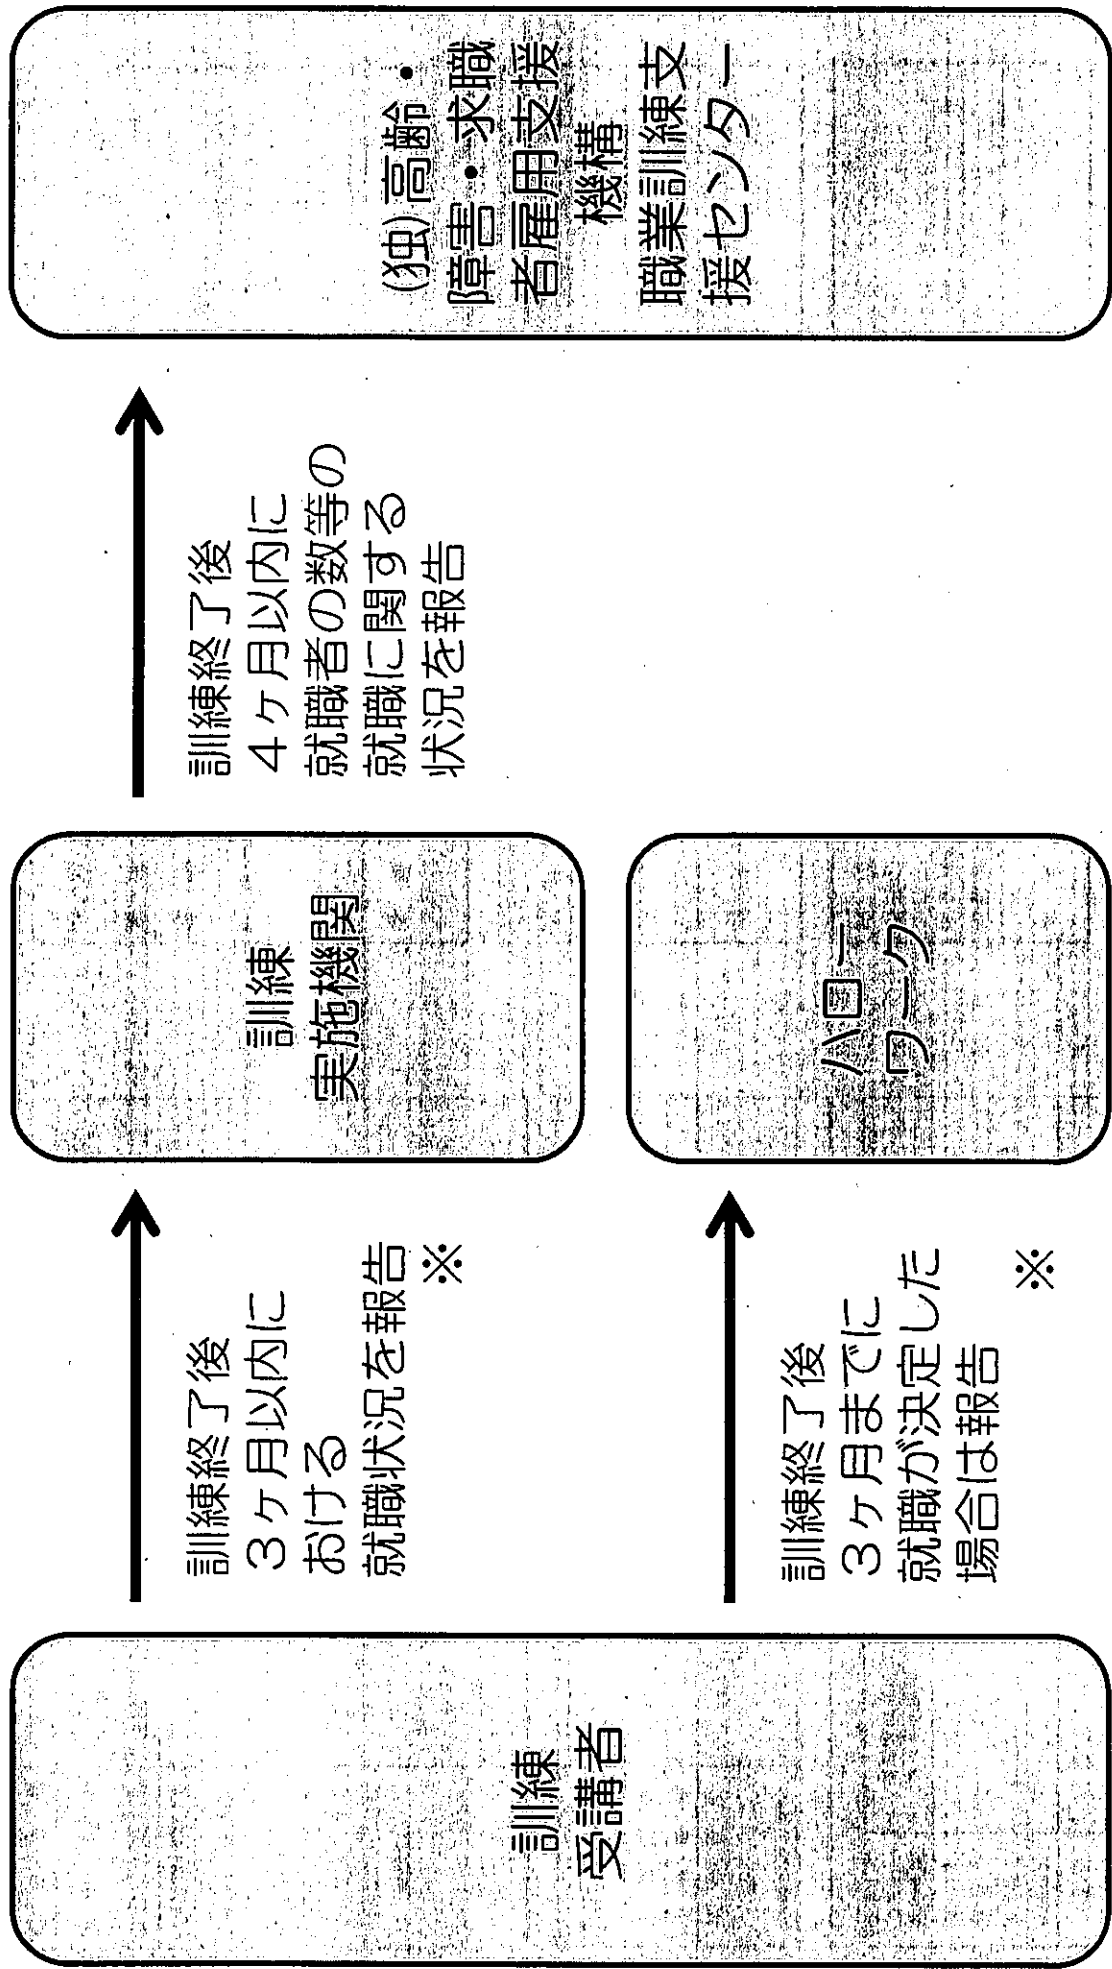 訓練
受講者
訓練終了後
3ヶ月以内に
おける
就職状況を報告
※
訓練終了後
3ヶ月までに
就職が決定した
場合は報告
※
訓練
実施機関
ハロー
ワーク
訓練終了後
4ヶ月以内に
就職者の数等の
就職に関する
状況を報告
(独)高齢・
障害・求職
者雇用支援
機構
職業訓練支
援センター